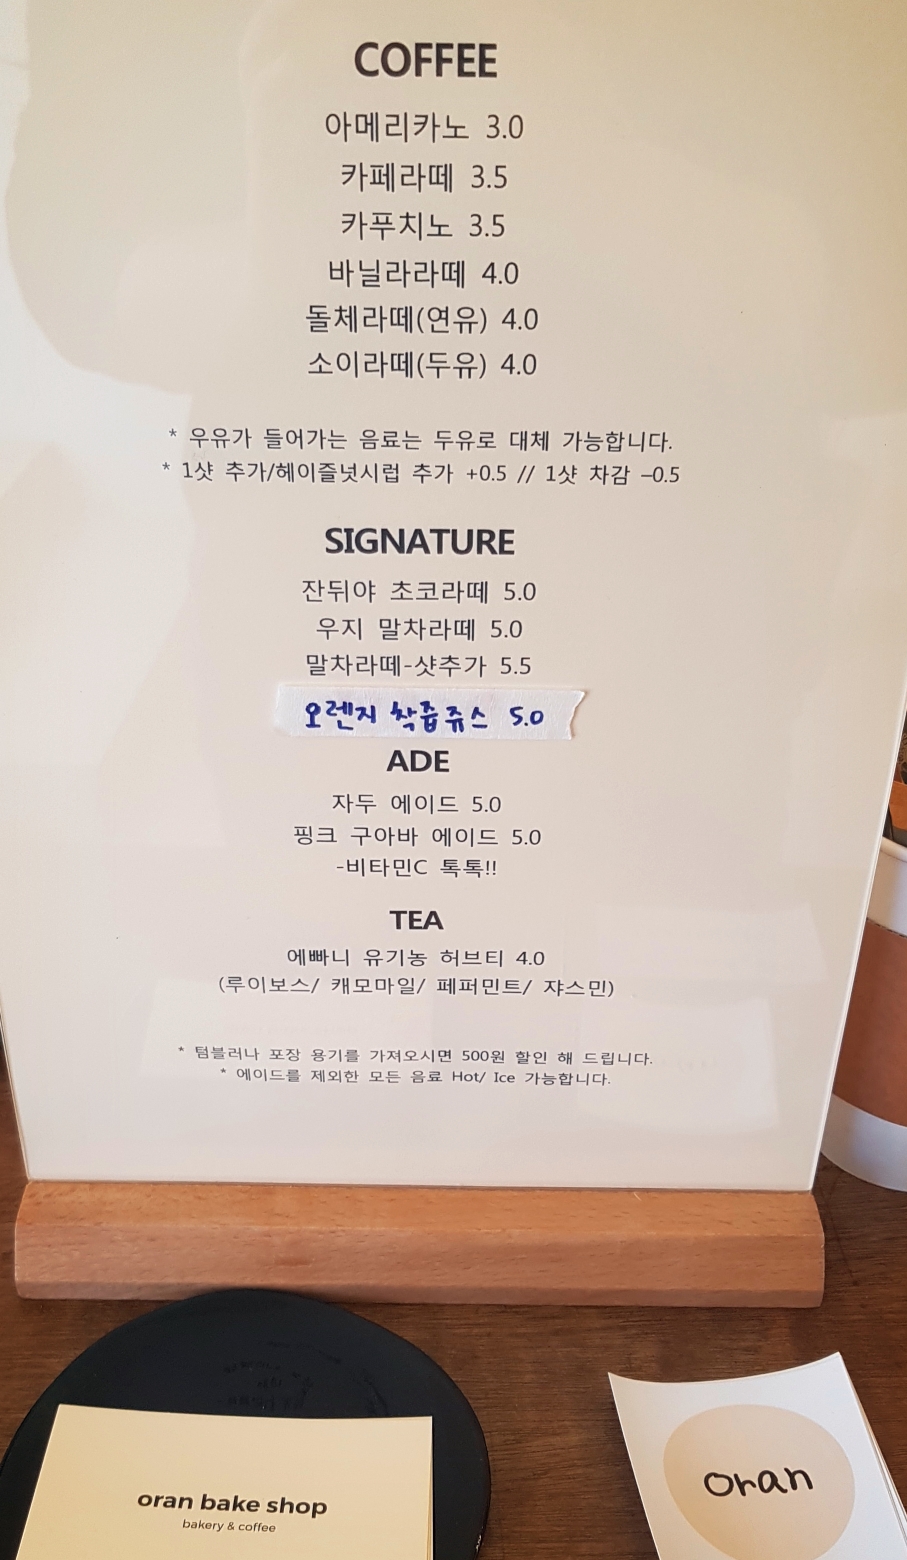 COFFEE
아메리카노 3.0
카페라떼 3.5
카푸치노 3.5
바닐라라떼 4.0
돌체라떼(연유) 4.0
소이라떼(두유) 4.0
* 우유가 들어가는 음료는 두유로 대체 가능합니다.
* 1샷 추가/헤이즐넛시럽 추가 +0.5 // 1샷 차감 –0.5
SIGNATURE
잔뒤야 초코라떼 5.0
우지 말차라떼 5.0
말차라떼-샷추가 5.5
오렌지 착즙쥬스 5.0
ADE
자두 에이드 5.0
핑크 구아바 에이드 5.0
-비타민C 톡톡!!
TEA
에빠니 유기농 허브티 4.0
(루이보스/ 캐모마일/ 페퍼민트/ 쟈스민)
* 텀블러나 포장 용기를 가져오시면 500원 할인 해 드립니다.
* 에이드를 제외한 모든 음료 Hot/ Ice 가능합니다.
oran bake shop
bakery & coffee
oran